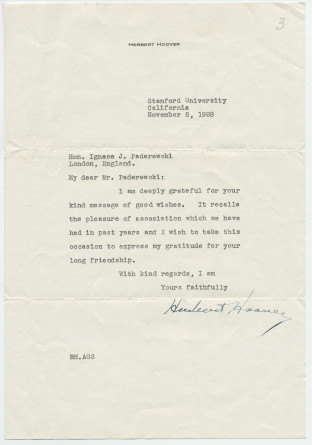 3
HERBERT HOOVER
Stanford University
California
November 8, 1928
Hon. Ignace J. Paderewski
London, England.
My dear Mr. Paderewski:
I am deeply grateful for your
kind message of good wishes. It recalls
the pleasure of association which we have
had in past years and I wish to take this
occasion to express my gratitude for your
long friendship.
With kind regards, I am
Yours faithfully
Herbert Hoover
HH.AGS